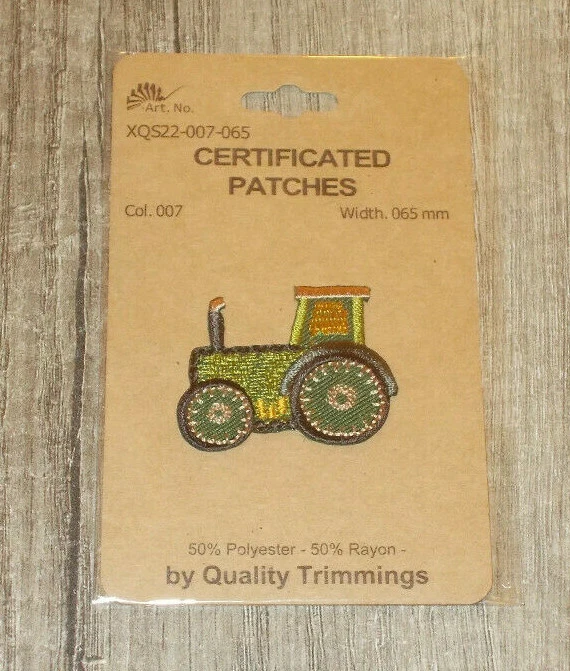 Art. No.
XQS22-007-065
CERTIFICATED
PATCHES
Col. 007 Width. 065 mm
50% Polyester - 50% Rayon -
by Quality Trimmings